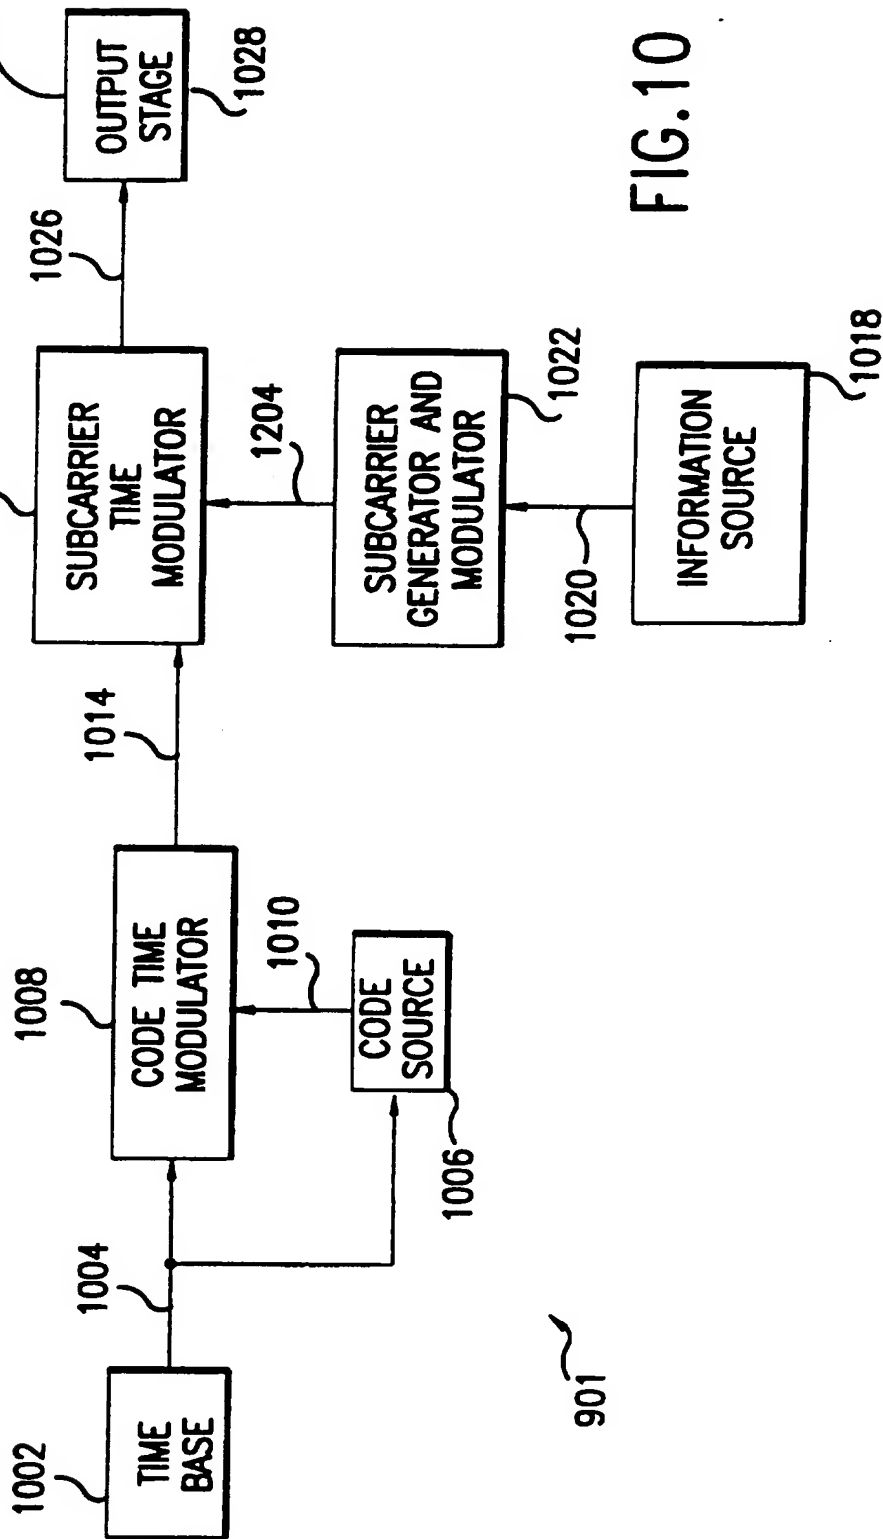 1002
TIME
BASE
1004
1008
CODE TIME
MODULATOR
1010
CODE
SOURCE
1006
1014
SUBCARRIER
TIME
MODULATOR
1204
SUBCARRIER
GENERATOR AND
MODULATOR
1022
1020
INFORMATION
SOURCE
1018
1026
OUTPUT
STAGE
1028
901
FIG.10